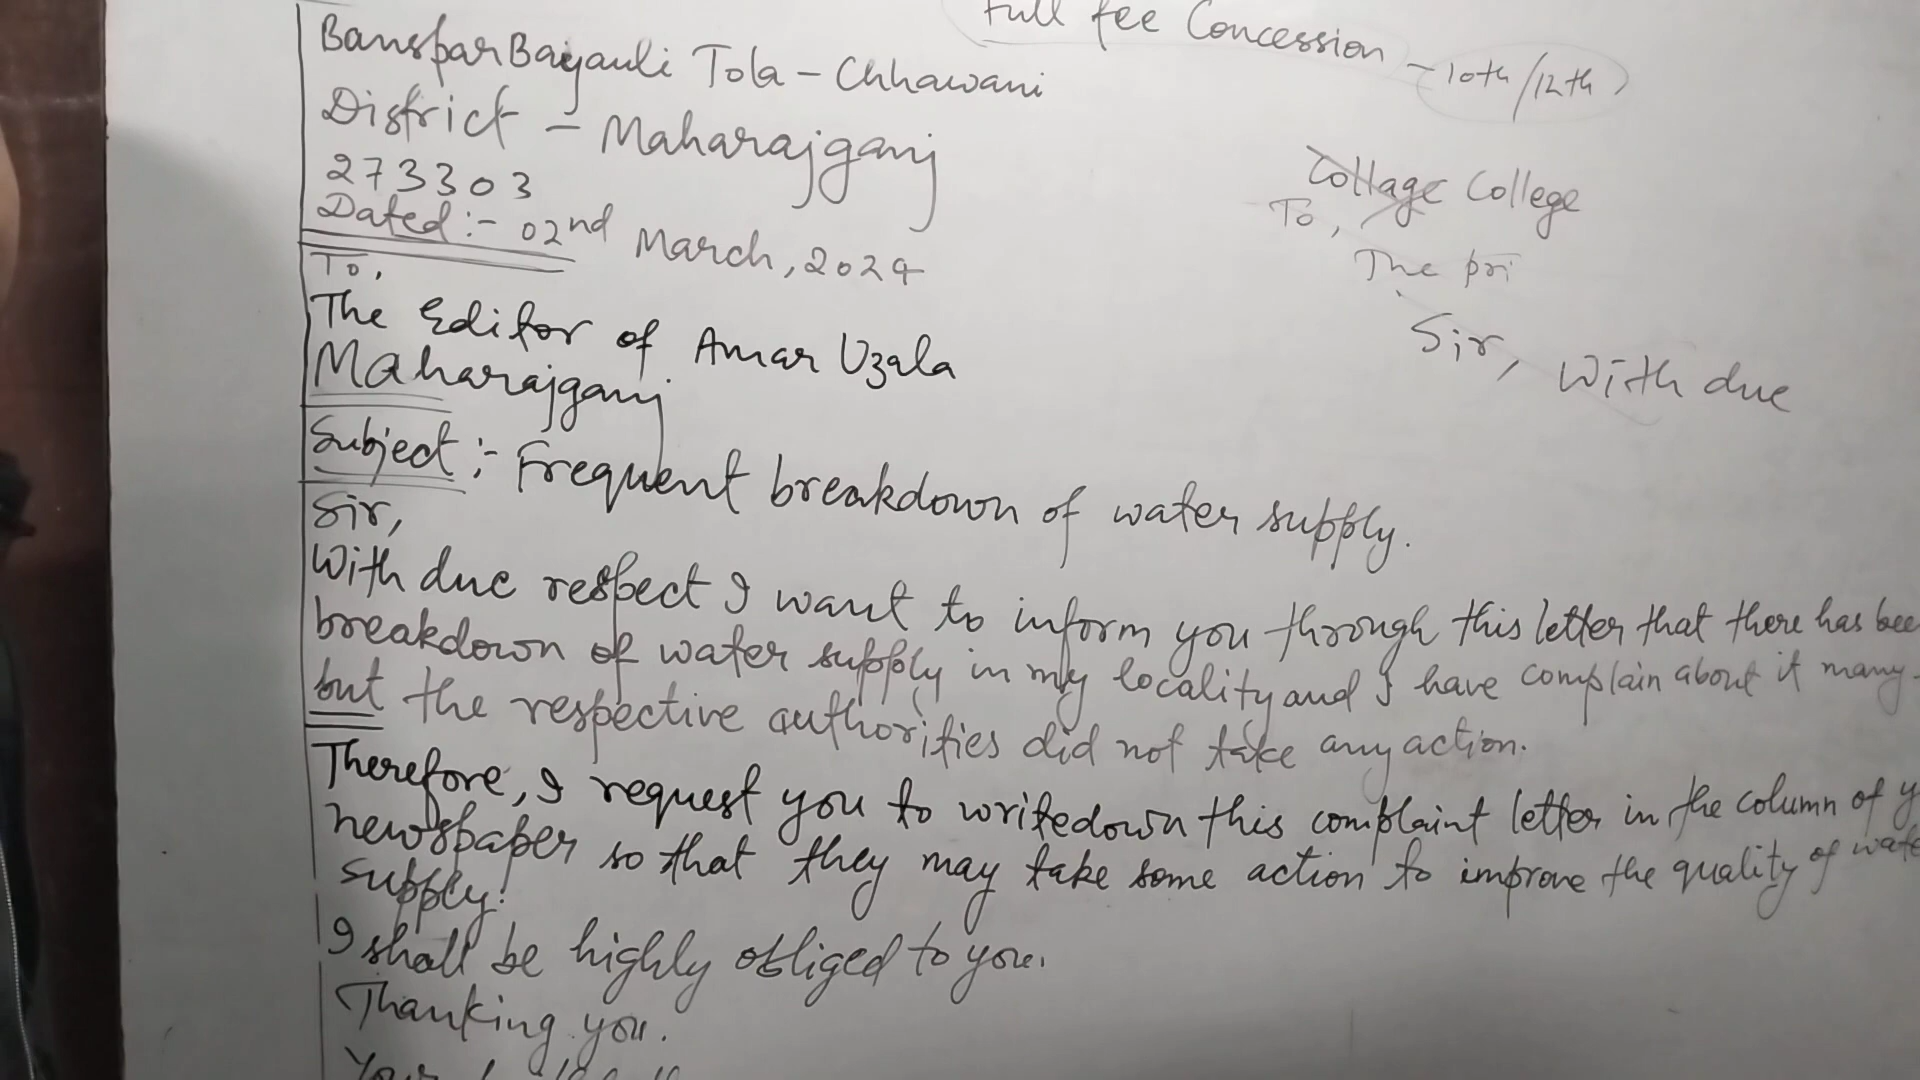 Full fee Concession - 10th/12th
BansparBayauli Tola - Chhawani
District - Maharajganj
273303
Dated:- 02nd March, 2024
To,
The Editor of Amar Uzala
Maharajganj
Subject:- Frequent breakdown of water supply.
Sir,
With due respect I want to inform you through this letter that there has bee
breakdown of water supply in my locality and I have complain about it many
but the respective authorities did not take any action.
Therefore, I request you to writedown this complaint letter in the column of y
newspaper so that they may take some action to improve the quality of wate
supply.
I shall be highly obliged to you.
Thanking you.
Your
Collage College
To,
The pri
Sir, With due